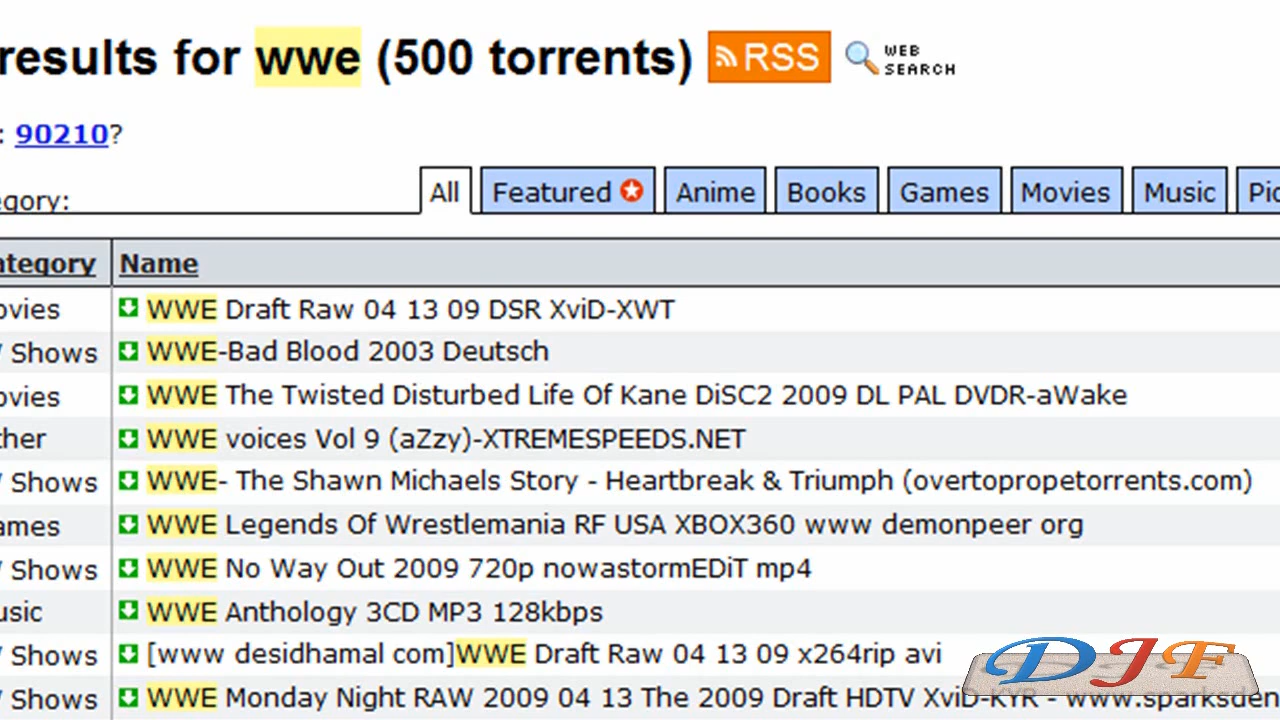 results for wwe (500 torrents) RSS WEB SEARCH
: 90210?
egory: All Featured Anime Books Games Movies Music Pic
ategory Name
ovies WWE Draft Raw 04 13 09 DSR XviD-XWT
Shows WWE-Bad Blood 2003 Deutsch
ovies WWE The Twisted Disturbed Life Of Kane DiSC2 2009 DL PAL DVDR-aWake
ther WWE voices Vol 9 (aZzy)-XTREMESPEEDS.NET
Shows WWE- The Shawn Michaels Story - Heartbreak & Triumph (overtopropetorrents.com)
ames WWE Legends Of Wrestlemania RF USA XBOX360 www demonpeer org
Shows WWE No Way Out 2009 720p nowastormEDiT mp4
usic WWE Anthology 3CD MP3 128kbps
Shows [www desidhamal com]WWE Draft Raw 04 13 09 x264rip avi
Shows WWE Monday Night RAW 2009 04 13 The 2009 Draft HDTV XviD-KYR - www.sparksden
DJF